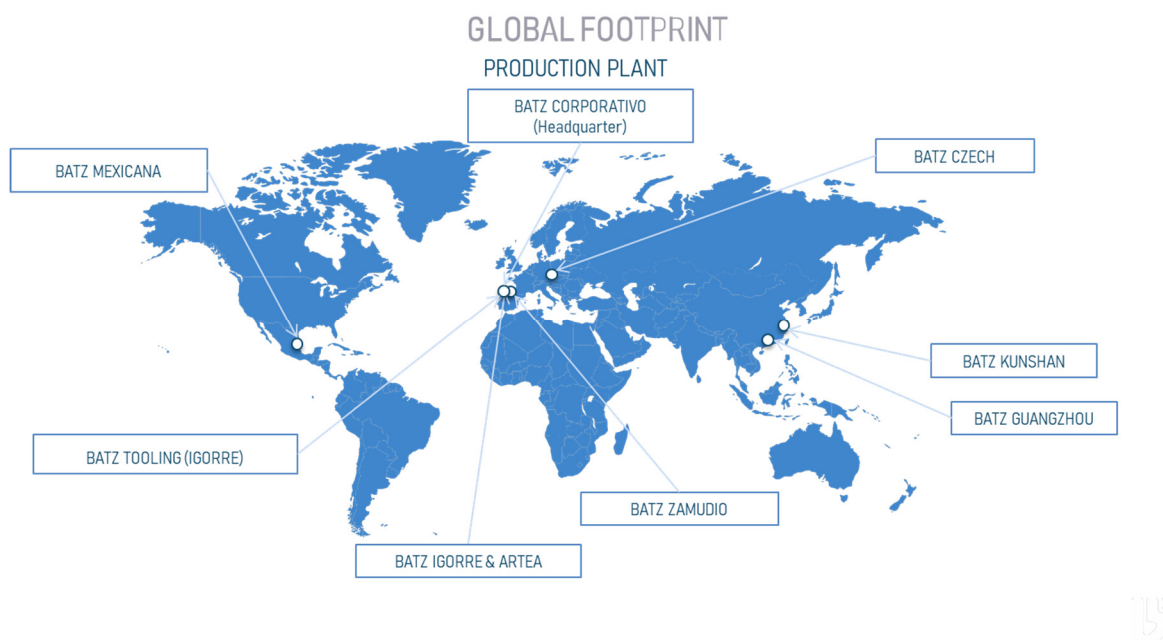 GLOBAL FOOTPRINT
PRODUCTION PLANT
BATZ CORPORATIVO
(Headquarter)
BATZ CZECH
BATZ MEXICANA
BATZ KUNSHAN
BATZ GUANGZHOU
BATZ TOOLING (IGORRE)
BATZ ZAMUDIO
BATZ IGORRE & ARTEA